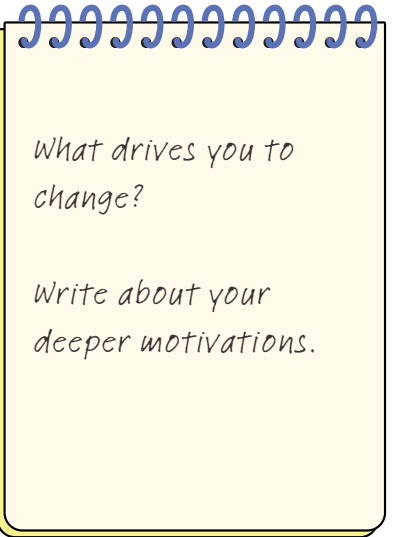 What drives you to
change?
Write about your
deeper motivations.